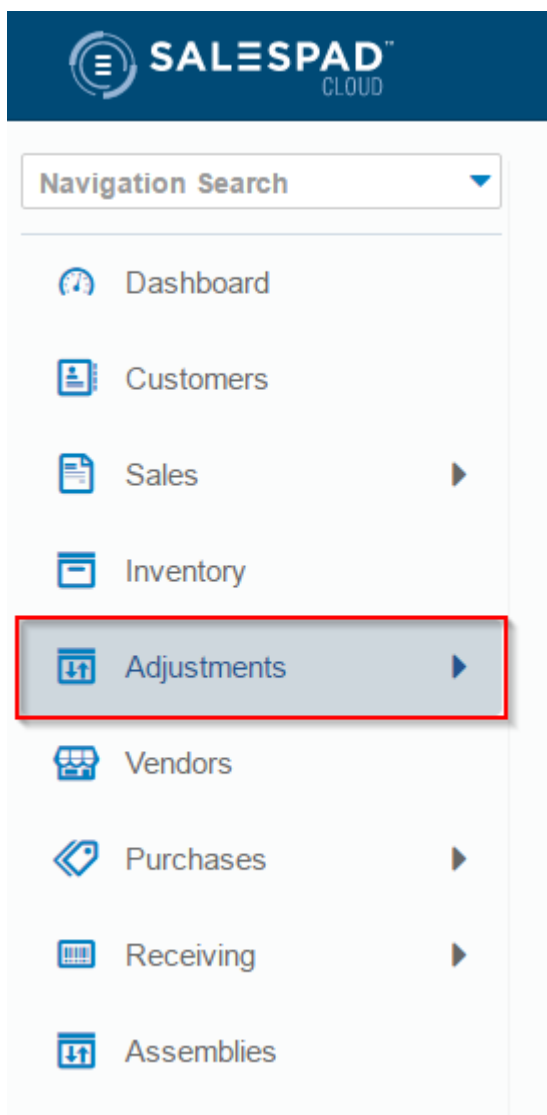 SALESPAD™
CLOUD
Navigation Search
Dashboard
Customers
Sales
Inventory
Adjustments
Vendors
Purchases
Receiving
Assemblies